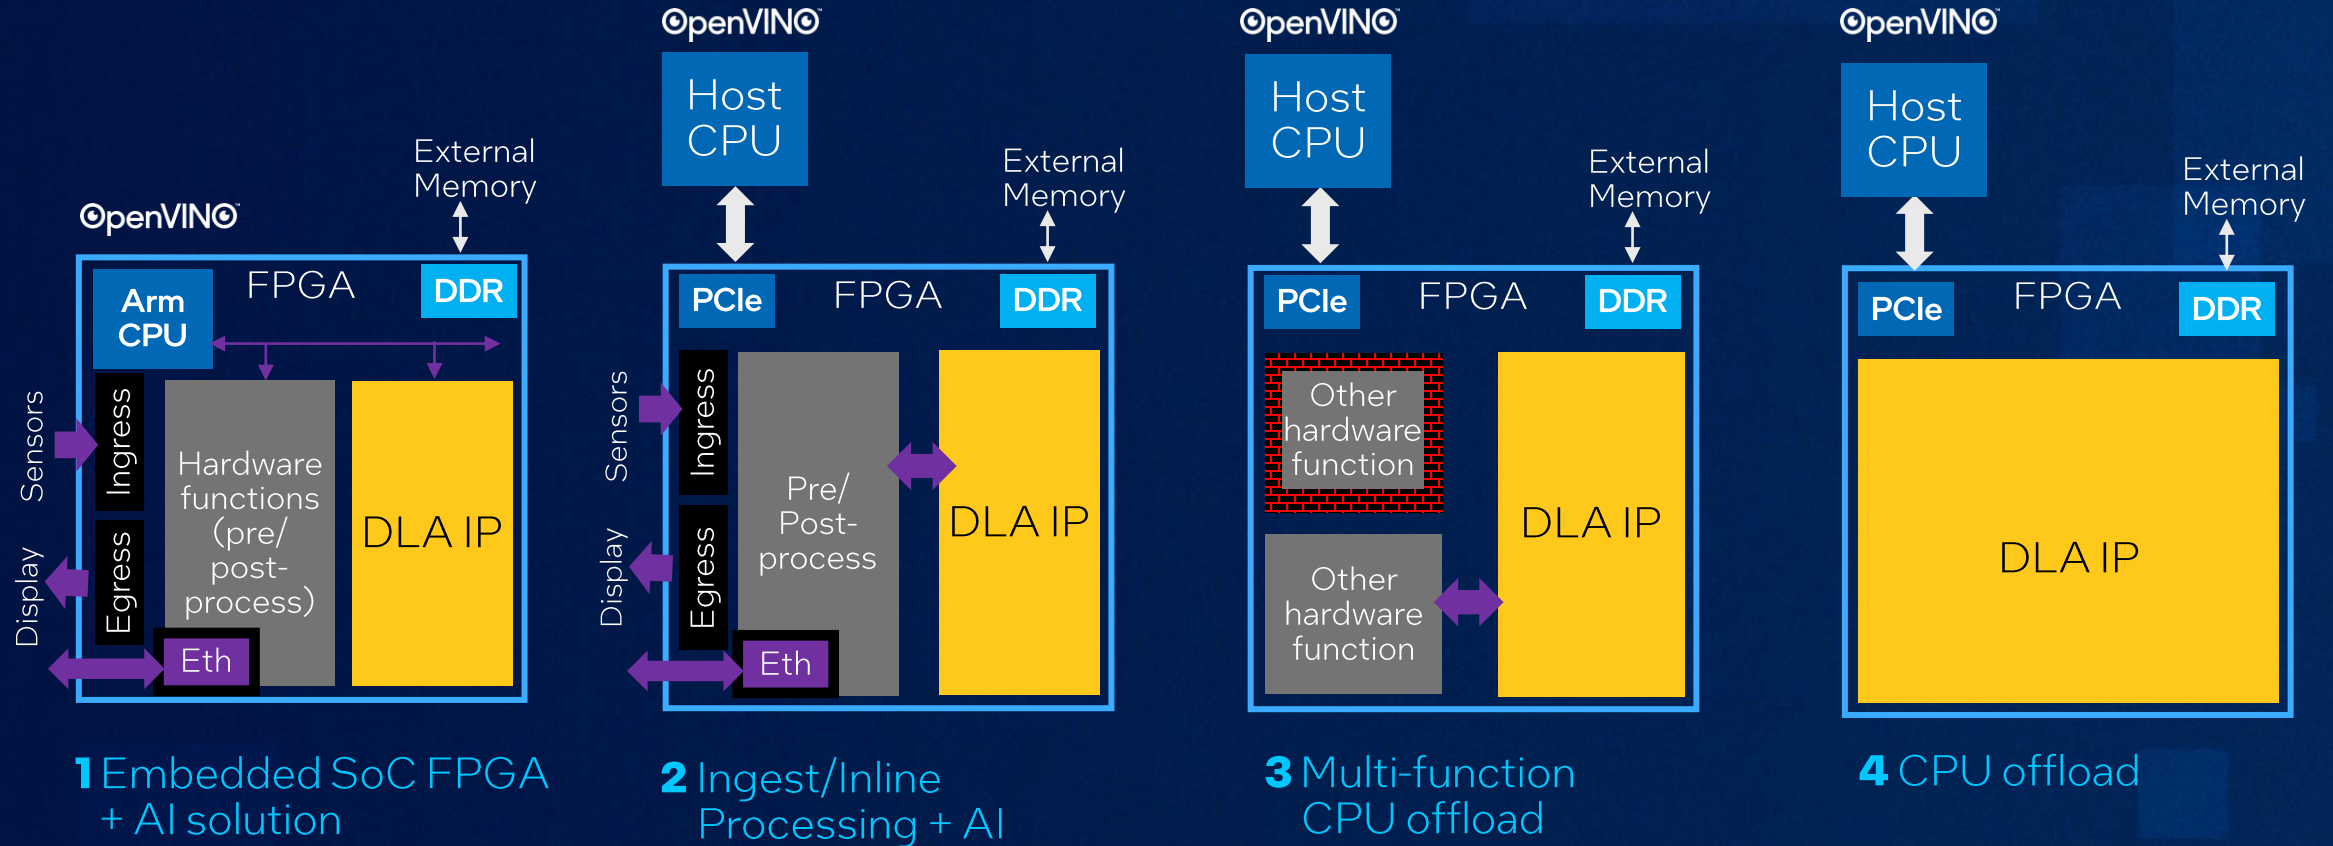 OpenVINO™
External
Memory
Arm
CPU
FPGA
DDR
Sensors
Ingress
Display
Egress
Hardware
functions
(pre/
post-
process)
DLA IP
Eth
1 Embedded SoC FPGA
+ AI solution
OpenVINO™
Host
CPU
External
Memory
PCIe
FPGA
DDR
Sensors
Ingress
Display
Egress
Pre/
Post-
process
DLA IP
Eth
2 Ingest/Inline
Processing + AI
OpenVINO™
Host
CPU
External
Memory
PCIe
FPGA
DDR
Other
hardware
function
Other
hardware
function
DLA IP
3 Multi-function
CPU offload
OpenVINO™
Host
CPU
External
Memory
PCIe
FPGA
DDR
DLA IP
4 CPU offload